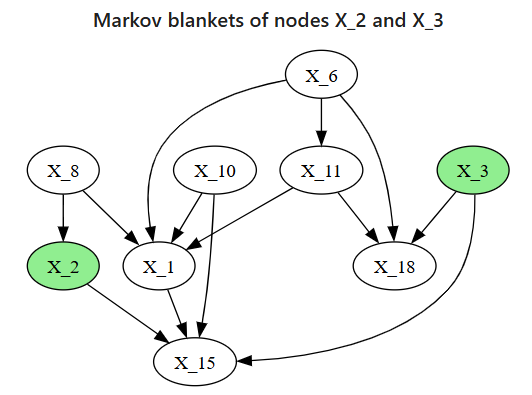 Markov blankets of nodes X_2 and X_3
X_6
X_8
X_10
X_11
X_3
X_2
X_1
X_18
X_15